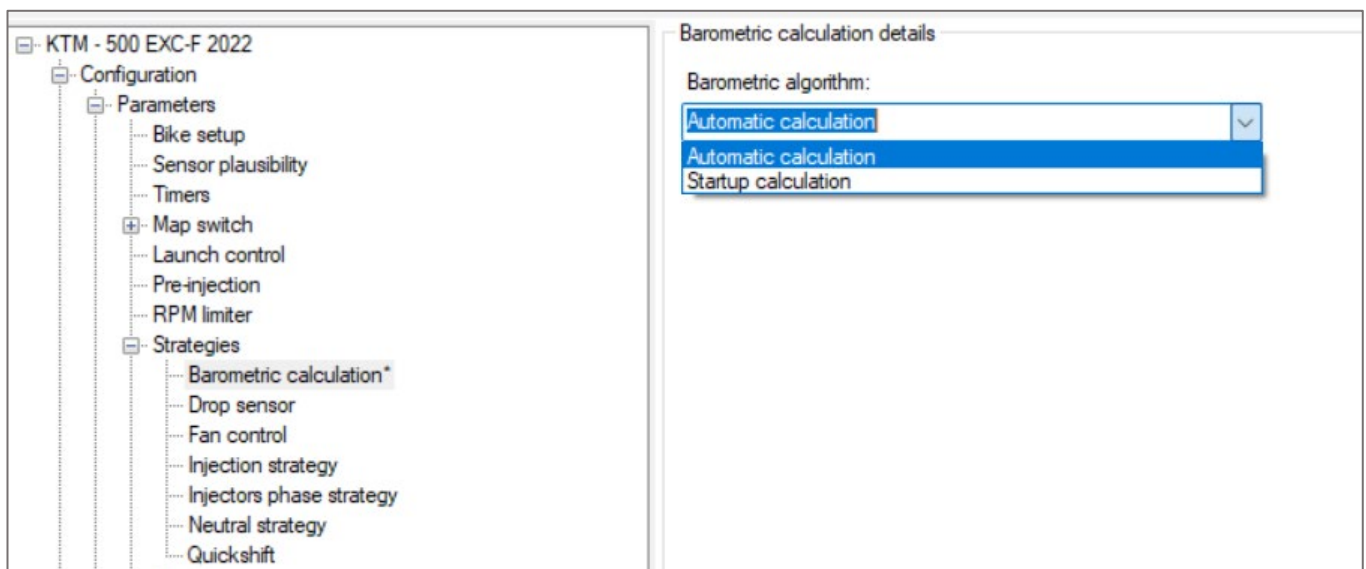 KTM - 500 EXC-F 2022
Configuration
Parameters
Bike setup
Sensor plausibility
Timers
Map switch
Launch control
Pre-injection
RPM limiter
Strategies
Barometric calculation*
Drop sensor
Fan control
Injection strategy
Injectors phase strategy
Neutral strategy
Quickshift
Barometric calculation details
Barometric algorithm:
Automatic calculation
Automatic calculation
Startup calculation